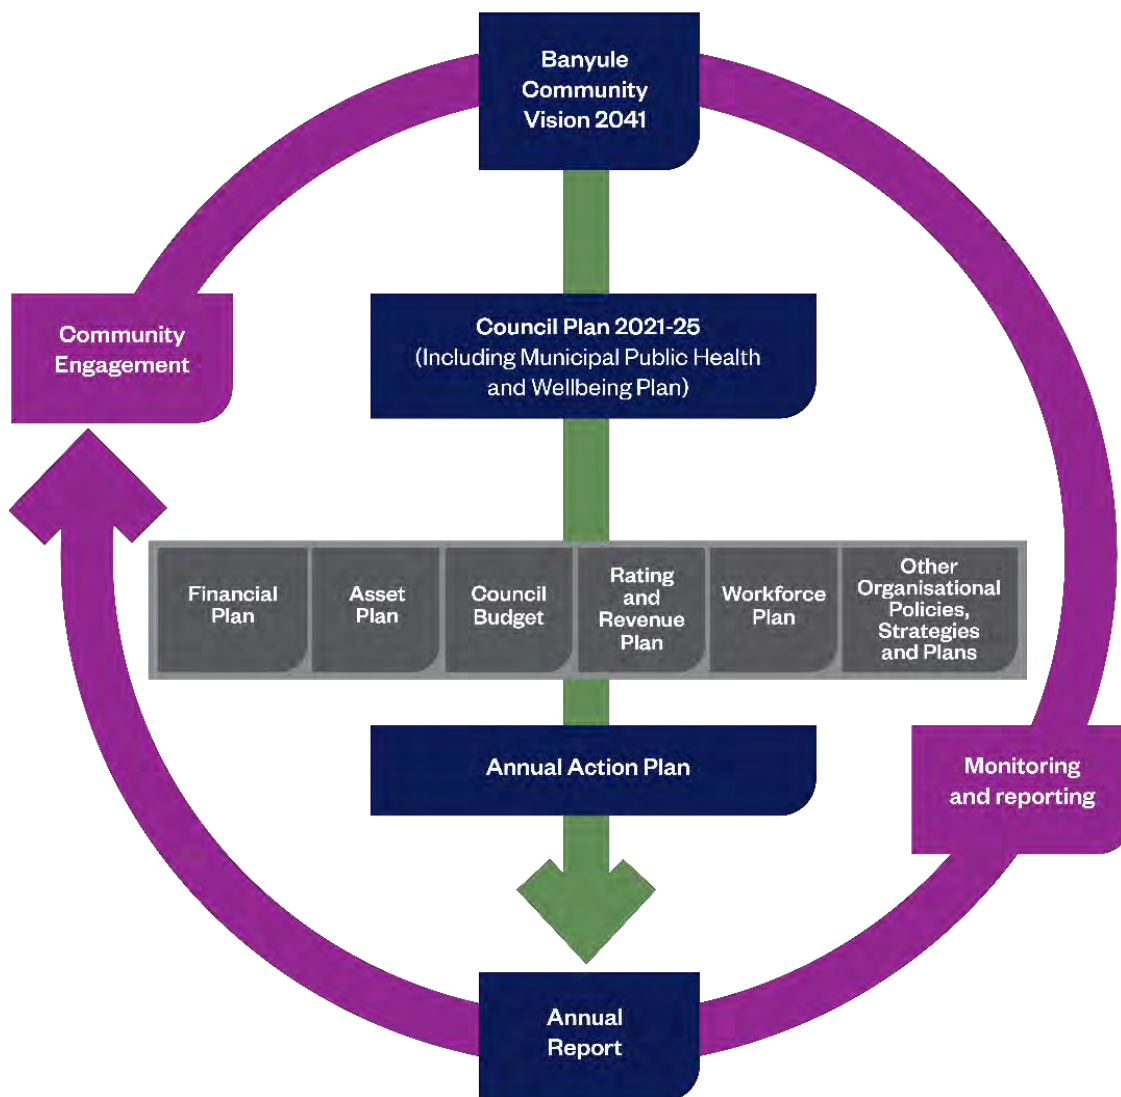 Banyule
Community
Vision 2041
Community
Engagement
Council Plan 2021-25
(Including Municipal Public Health
and Wellbeing Plan)
Financial
Plan
Asset
Plan
Council
Budget
Rating
and
Revenue
Plan
Workforce
Plan
Other
Organisational
Policies,
Strategies
and Plans
Annual Action Plan
Monitoring
and reporting
Annual
Report